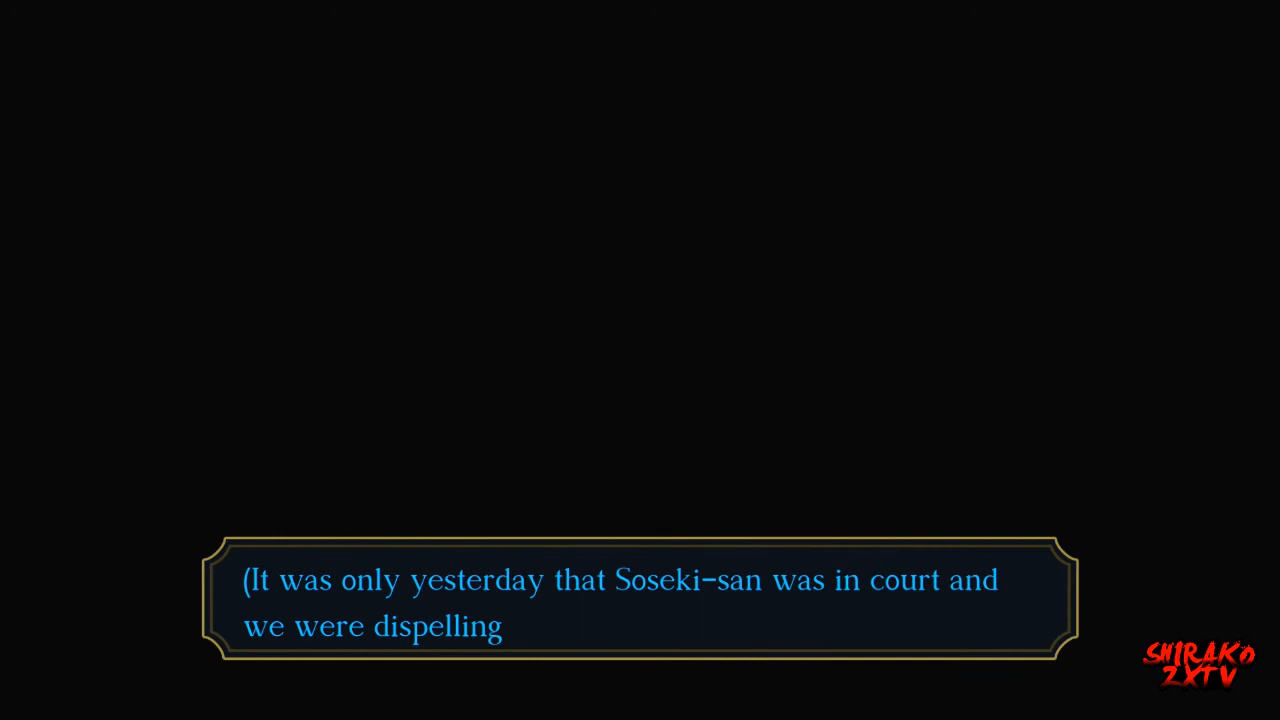 (It was only yesterday that Soseki-san was in court and
we were dispelling
SHIRAKO
ZXTV